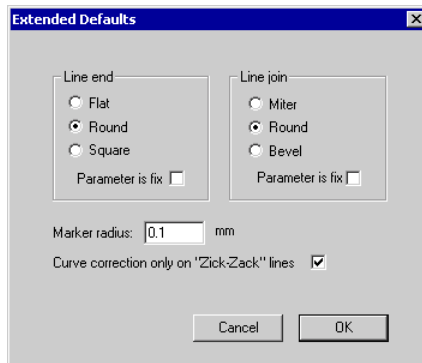 Extended Defaults
Line end
Flat
Round
Square
Parameter is fix
Line join
Miter
Round
Bevel
Parameter is fix
Marker radius: 0.1 mm
Curve correction only on "Zick-Zack" lines
Cancel OK